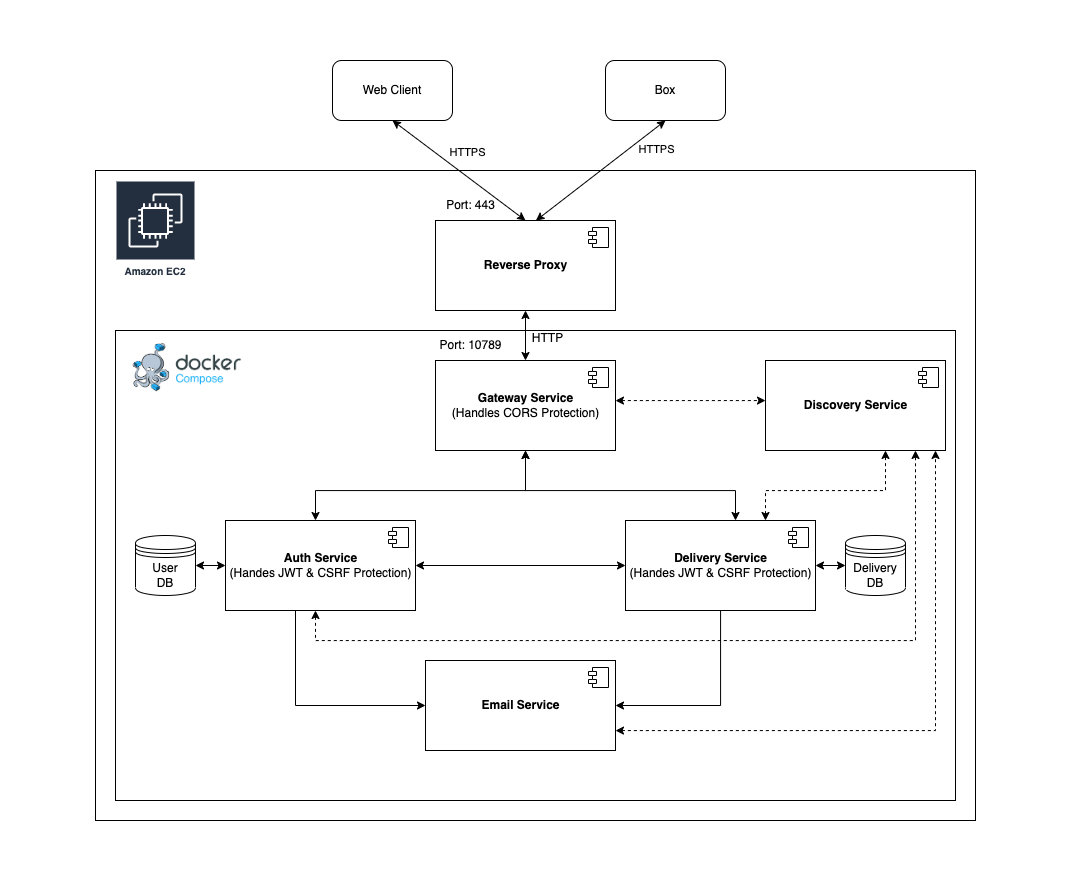 Web Client
Box
HTTPS
HTTPS
Port: 443
Amazon EC2
Reverse Proxy
HTTP
Port: 10789
docker
Compose
Gateway Service
(Handles CORS Protection)
Discovery Service
User
DB
Auth Service
(Handes JWT & CSRF Protection)
Delivery Service
(Handes JWT & CSRF Protection)
Delivery
DB
Email Service